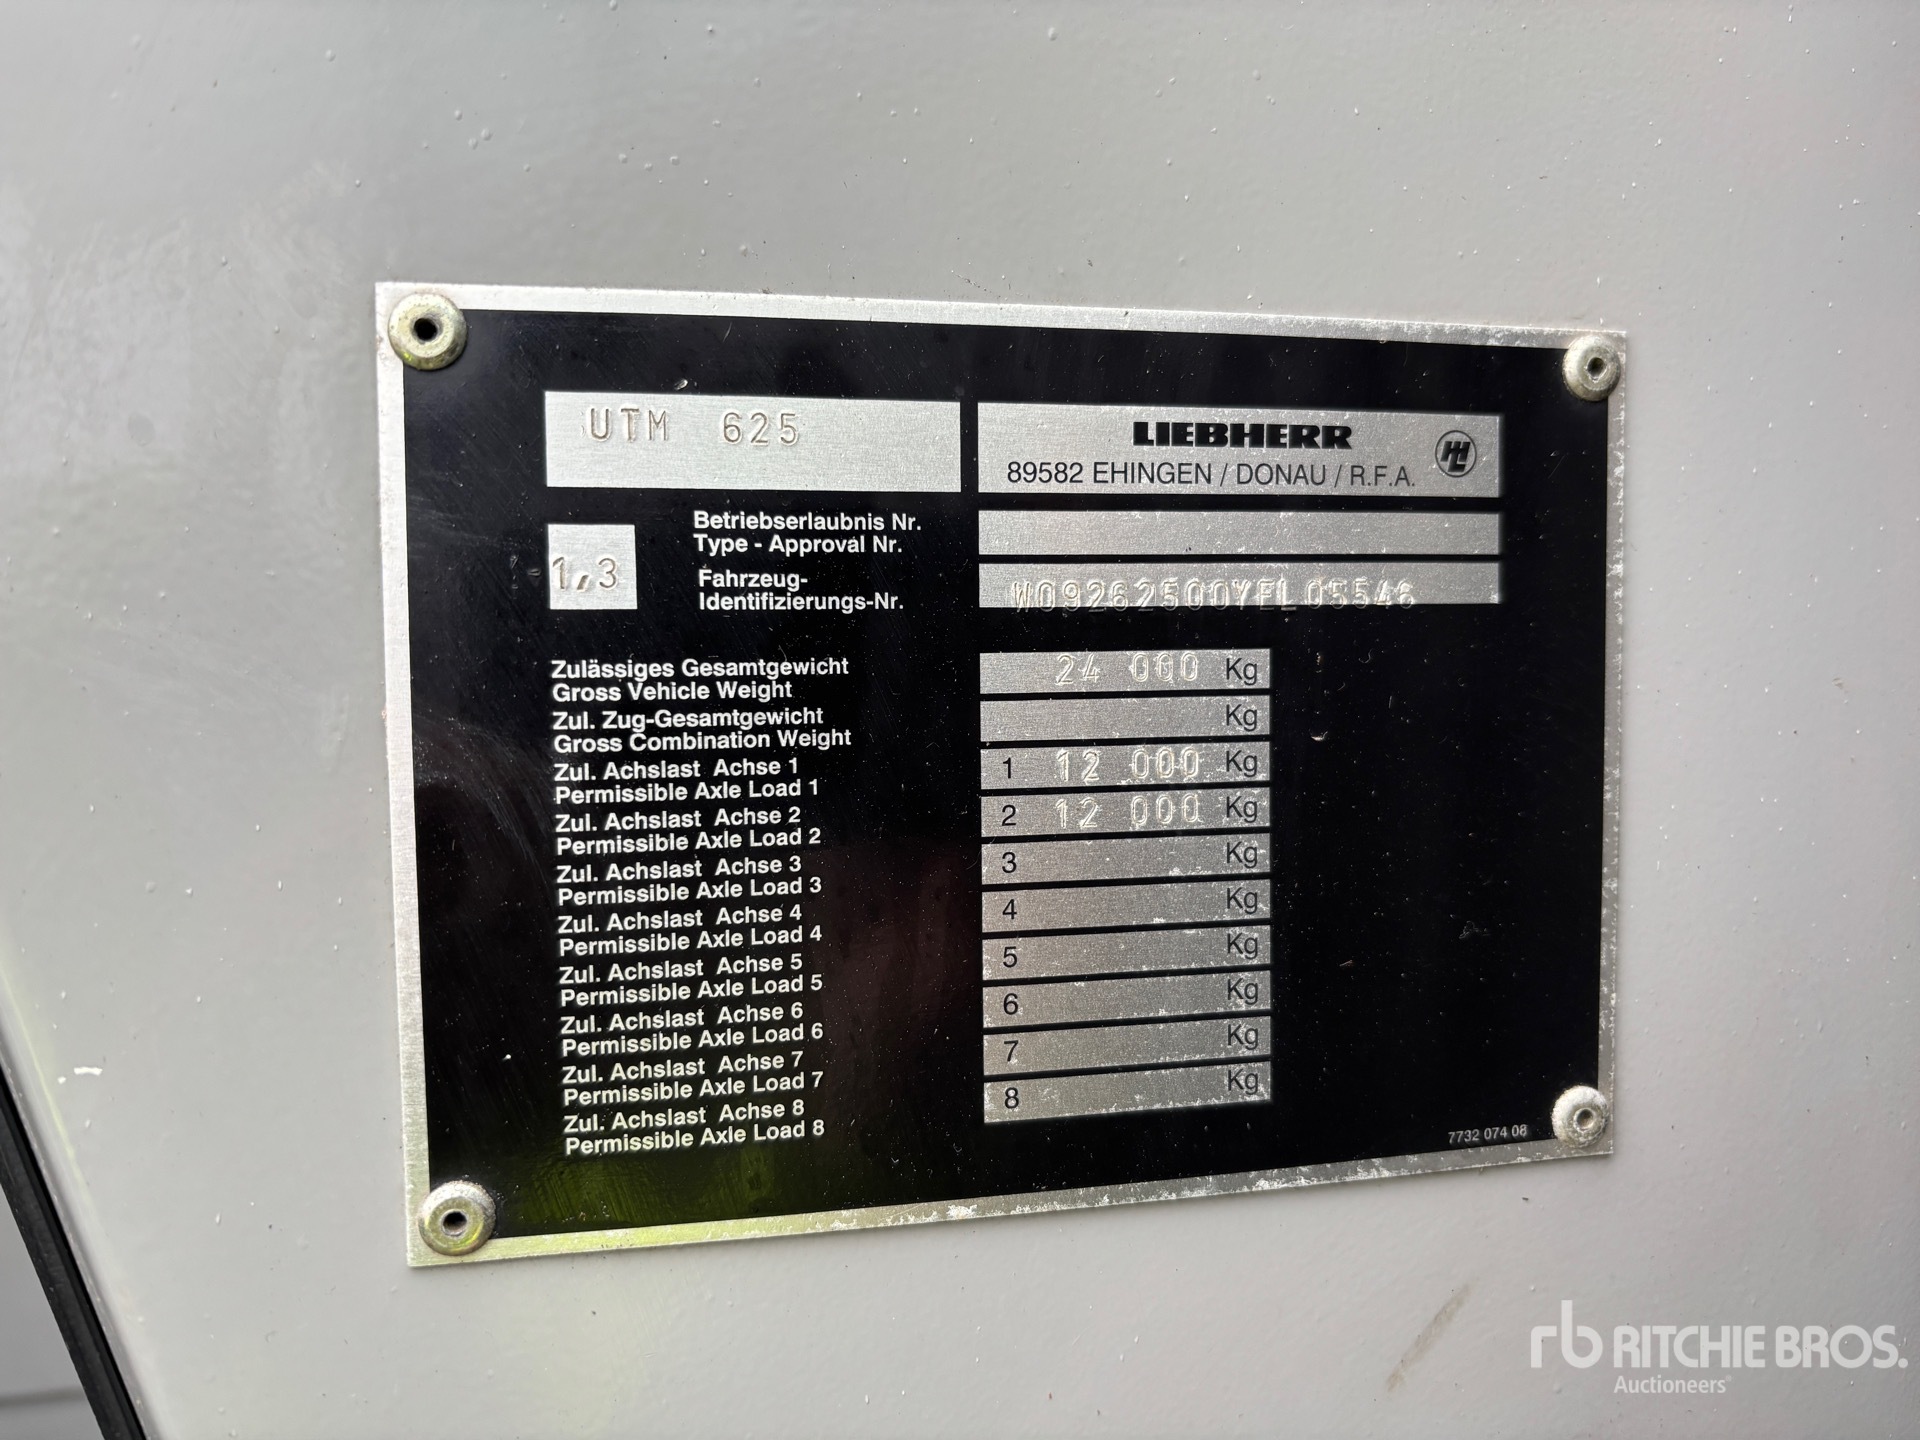 UTM 625
LIEBHERR
89582 EHINGEN / DONAU / R.F.A.
Betriebserlaubnis Nr.
Type - Approval Nr.
1,3
Fahrzeug-
Identifizierungs-Nr.
W09262500YEL05546
Zulässiges Gesamtgewicht
Gross Vehicle Weight
24 000 Kg
Zul. Zug-Gesamtgewicht
Gross Combination Weight
Kg
Zul. Achslast Achse 1
Permissible Axle Load 1
1 12 000 Kg
Zul. Achslast Achse 2
Permissible Axle Load 2
2 12 000 Kg
Zul. Achslast Achse 3
Permissible Axle Load 3
3 Kg
Zul. Achslast Achse 4
Permissible Axle Load 4
4 Kg
Zul. Achslast Achse 5
Permissible Axle Load 5
5 Kg
Zul. Achslast Achse 6
Permissible Axle Load 6
6 Kg
Zul. Achslast Achse 7
Permissible Axle Load 7
7 Kg
Zul. Achslast Achse 8
Permissible Axle Load 8
8 Kg
7732 074 08
rb RITCHIE BROS.
Auctioneers